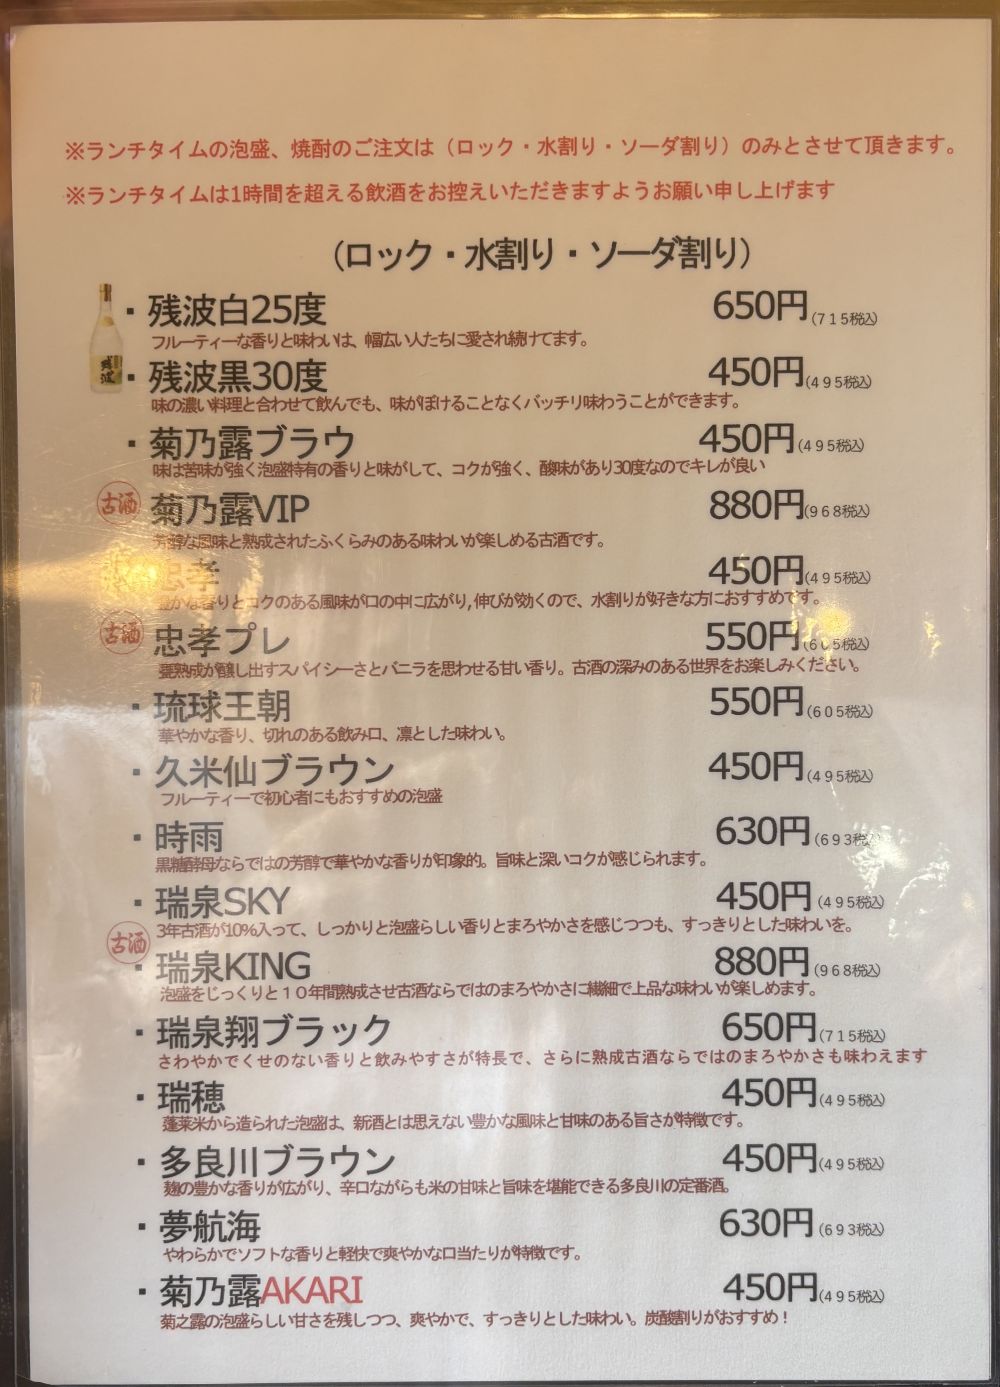 ※ランチタイムの泡盛、焼酎のご注文は（ロック・水割り・ソーダ割り）のみとさせて頂きます。
※ランチタイムは1時間を超える飲酒をお控えいただきますようお願い申し上げます
（ロック・水割り・ソーダ割り）
・残波白25度 650円(715税込)
フルーティーな香りと味わいは、幅広い人たちに愛され続けてます。
残波
・残波黒30度 450円(495税込)
味の濃い料理と合わせて飲んでも、味がぼけることなくバッチリ味わうことができます。
・菊乃露ブラウ 450円(495税込)
味は苦味が強く泡盛特有の香りと味がして、コクが強く、酸味があり30度なのでキレが良い
古酒 菊乃露VIP 880円(968税込)
芳醇な風味と熟成されたふくらみのある味わいが楽しめる古酒です。
忠孝 450円(495税込)
豊かな香りとコクのある風味が口の中に広がり,伸びが効くので、水割りが好きな方におすすめです。
古酒 忠孝プレ 550円(605税込)
甕熟成が醸し出すスパイシーさとバニラを思わせる甘い香り。古酒の深みのある世界をお楽しみください。
・琉球王朝 550円(605税込)
華やかな香り、切れのある飲み口、凛とした味わい。
・久米仙ブラウン 450円(495税込)
フルーティーで初心者にもおすすめの泡盛
・時雨 630円(693税込)
黒糖酵母ならではの芳醇で華やかな香りが印象的。旨味と深いコクが感じられます。
・瑞泉SKY 450円(495税込)
3年古酒が10%入って、しっかりと泡盛らしい香りとまろやかさを感じつつも、すっきりとした味わいを。
古酒 ・瑞泉KING 880円(968税込)
泡盛をじっくりと１０年間熟成させ古酒ならではのまろやかさに繊細で上品な味わいが楽しめます。
・瑞泉翔ブラック 650円(715税込)
さわやかでくせのない香りと飲みやすさが特長で、さらに熟成古酒ならではのまろやかさも味わえます
・瑞穂 450円(495税込)
蓬莱米から造られた泡盛は、新酒とは思えない豊かな風味と甘味のある旨さが特徴です。
・多良川ブラウン 450円(495税込)
麹の豊かな香りが広がり、辛口ながらも米の甘味と旨味を堪能できる多良川の定番酒。
・夢航海 630円(693税込)
やわらかでソフトな香りと軽快で爽やかな口当たりが特徴です。
・菊乃露AKARI 450円(495税込)
菊之露の泡盛らしい甘さを残しつつ、爽やかで、すっきりとした味わい。炭酸割りがおすすめ！